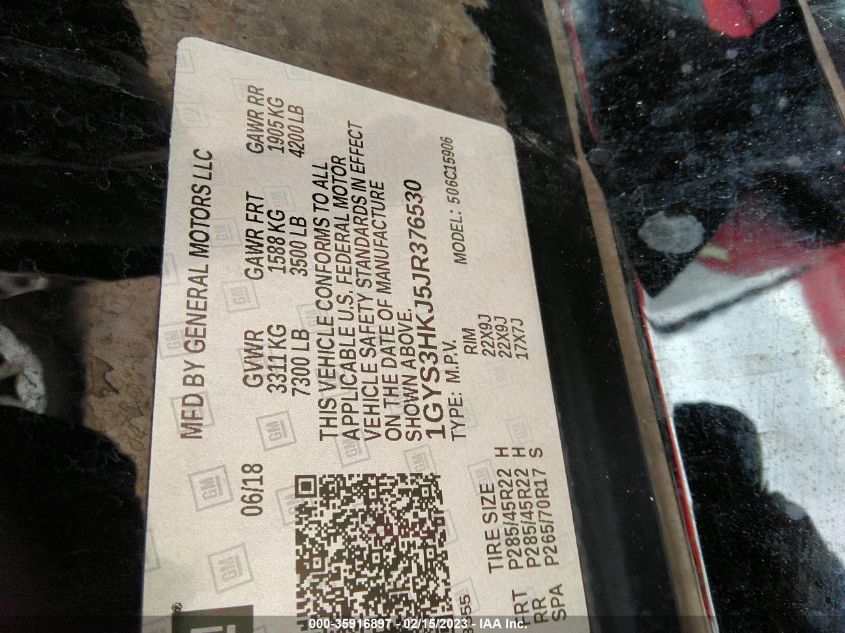 MFD BY GENERAL MOTORS LLC
06/18
GVWR GAWR FRT GAWR RR
3311 KG 1588 KG 1905 KG
7300 LB 3500 LB 4200 LB
THIS VEHICLE CONFORMS TO ALL
APPLICABLE U.S. FEDERAL MOTOR
VEHICLE SAFETY STANDARDS IN EFFECT
ON THE DATE OF MANUFACTURE
SHOWN ABOVE.
1GYS3HKJ5JR376530
TYPE: M.P.V. MODEL: 506C15906
TIRE SIZE RIM
FRT P285/45R22 H 22X9J
RR P285/45R22 H 22X9J
SPA P265/70R17 S 17X7J
GM
000-35916897 - 02/15/2023 - IAA Inc.